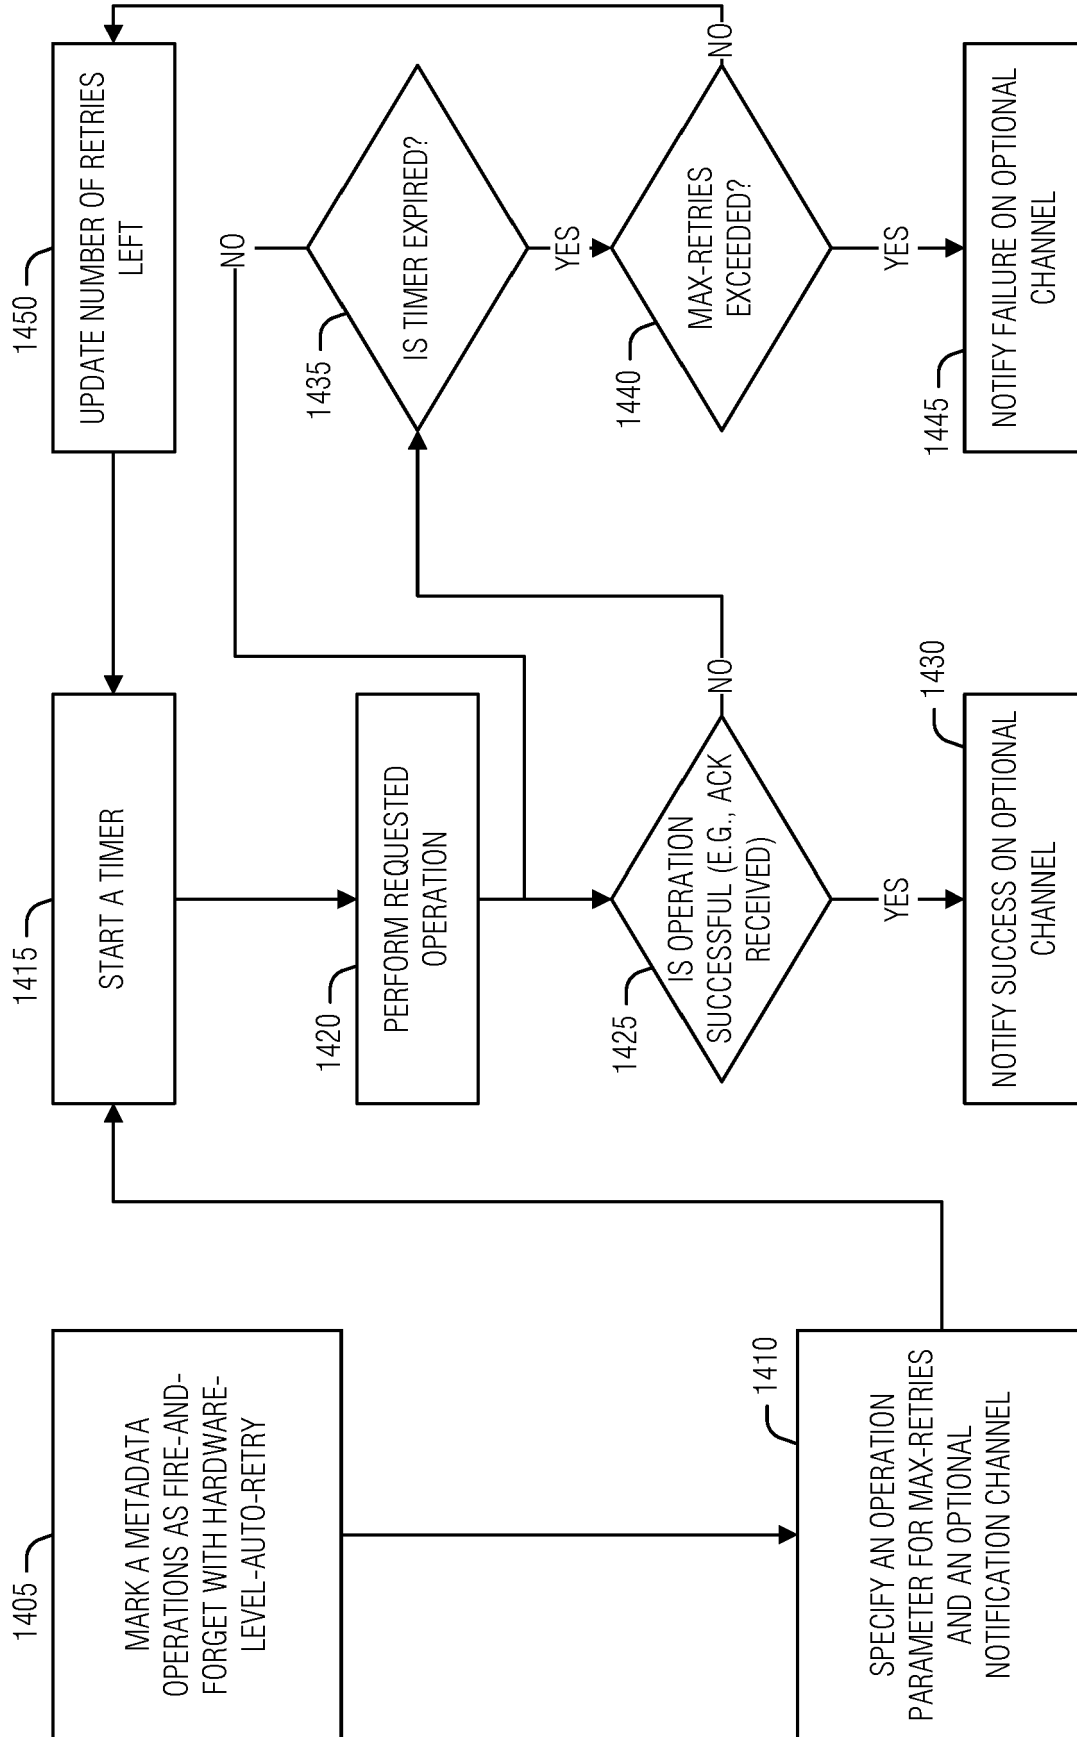 1405
MARK A METADATA
OPERATIONS AS FIRE-AND-
FORGET WITH HARDWARE-
LEVEL-AUTO-RETRY
1410
SPECIFY AN OPERATION
PARAMETER FOR MAX-RETRIES
AND AN OPTIONAL
NOTIFICATION CHANNEL
1415
START A TIMER
1420
PERFORM REQUESTED
OPERATION
1425
IS OPERATION
SUCCESSFUL (E.G., ACK
RECEIVED)
NO
YES
1430
NOTIFY SUCCESS ON OPTIONAL
CHANNEL
1450
UPDATE NUMBER OF RETRIES
LEFT
NO
1435
IS TIMER EXPIRED?
YES
1440
MAX-RETRIES
EXCEEDED?
NO
YES
1445
NOTIFY FAILURE ON OPTIONAL
CHANNEL